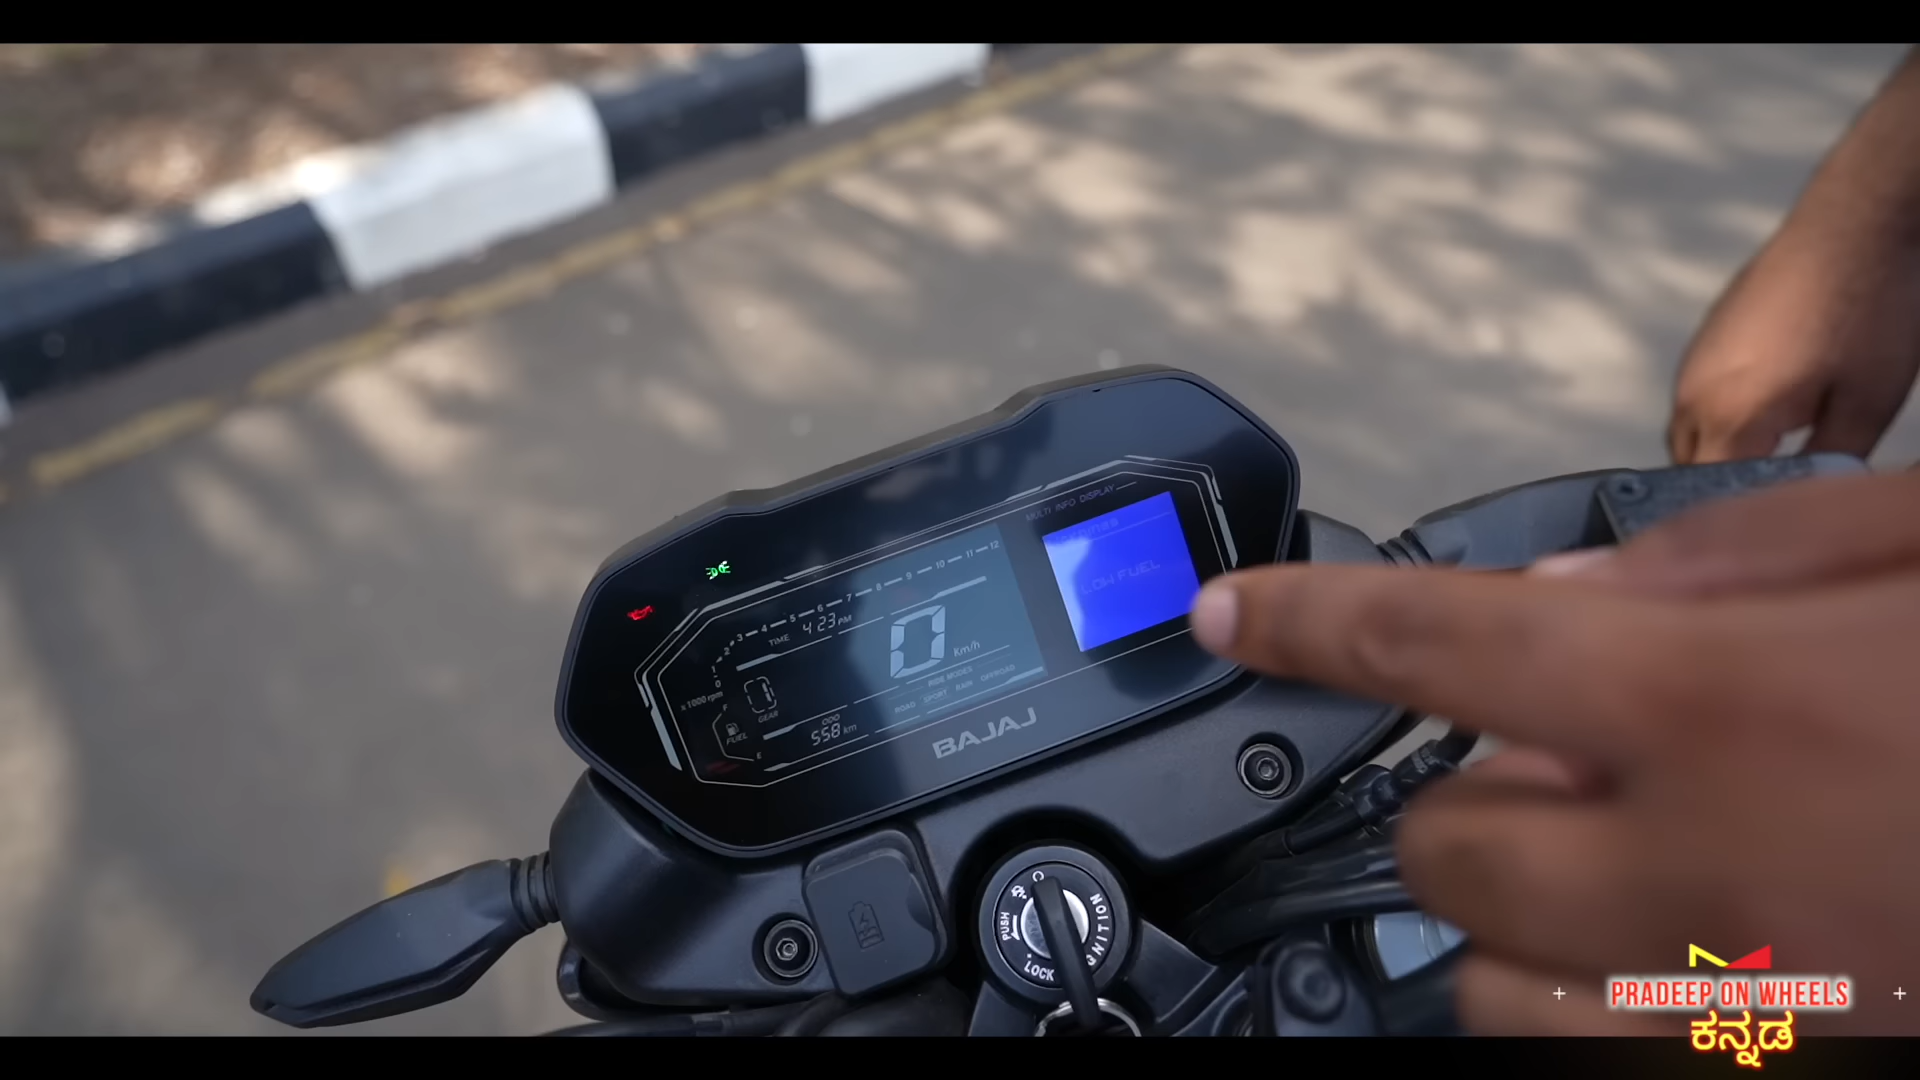 MULTI INFO DISPLAY
LOW FUEL
0 1 2 3 4 5 6 7 8 9 10 11 12
x 1000 rpm
TIME 4 23 PM
0 km/h
1
GEAR
F
FUEL
E
ODO
558 km
RIDE MODES
ROAD SPORT RAIN OFFROAD
BAJAJ
PUSH
IGNITION
LOCK
PRADEEP ON WHEELS
ಕನ್ನಡ